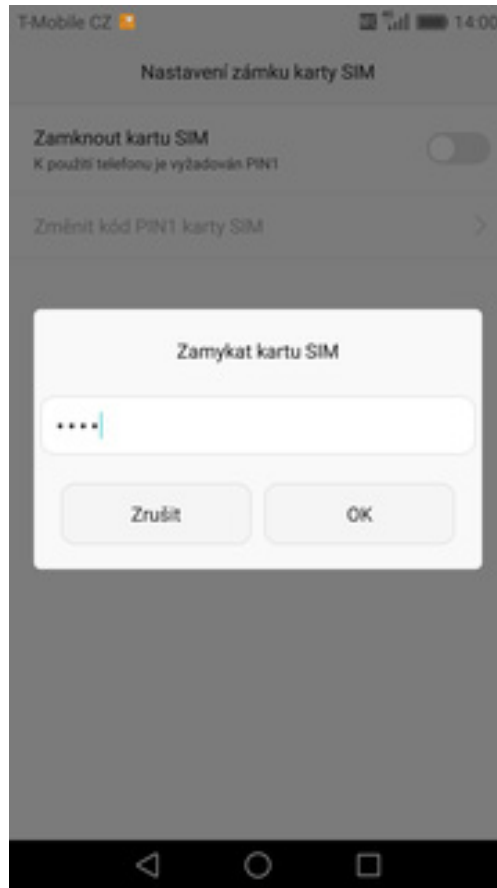 T-Mobile CZ 14:00
Nastavení zámku karty SIM
Zamknout kartu SIM
K použití telefonu je vyžadován PIN1
Změnit kód PIN1 karty SIM
Zamykat kartu SIM
••••
Zrušit OK